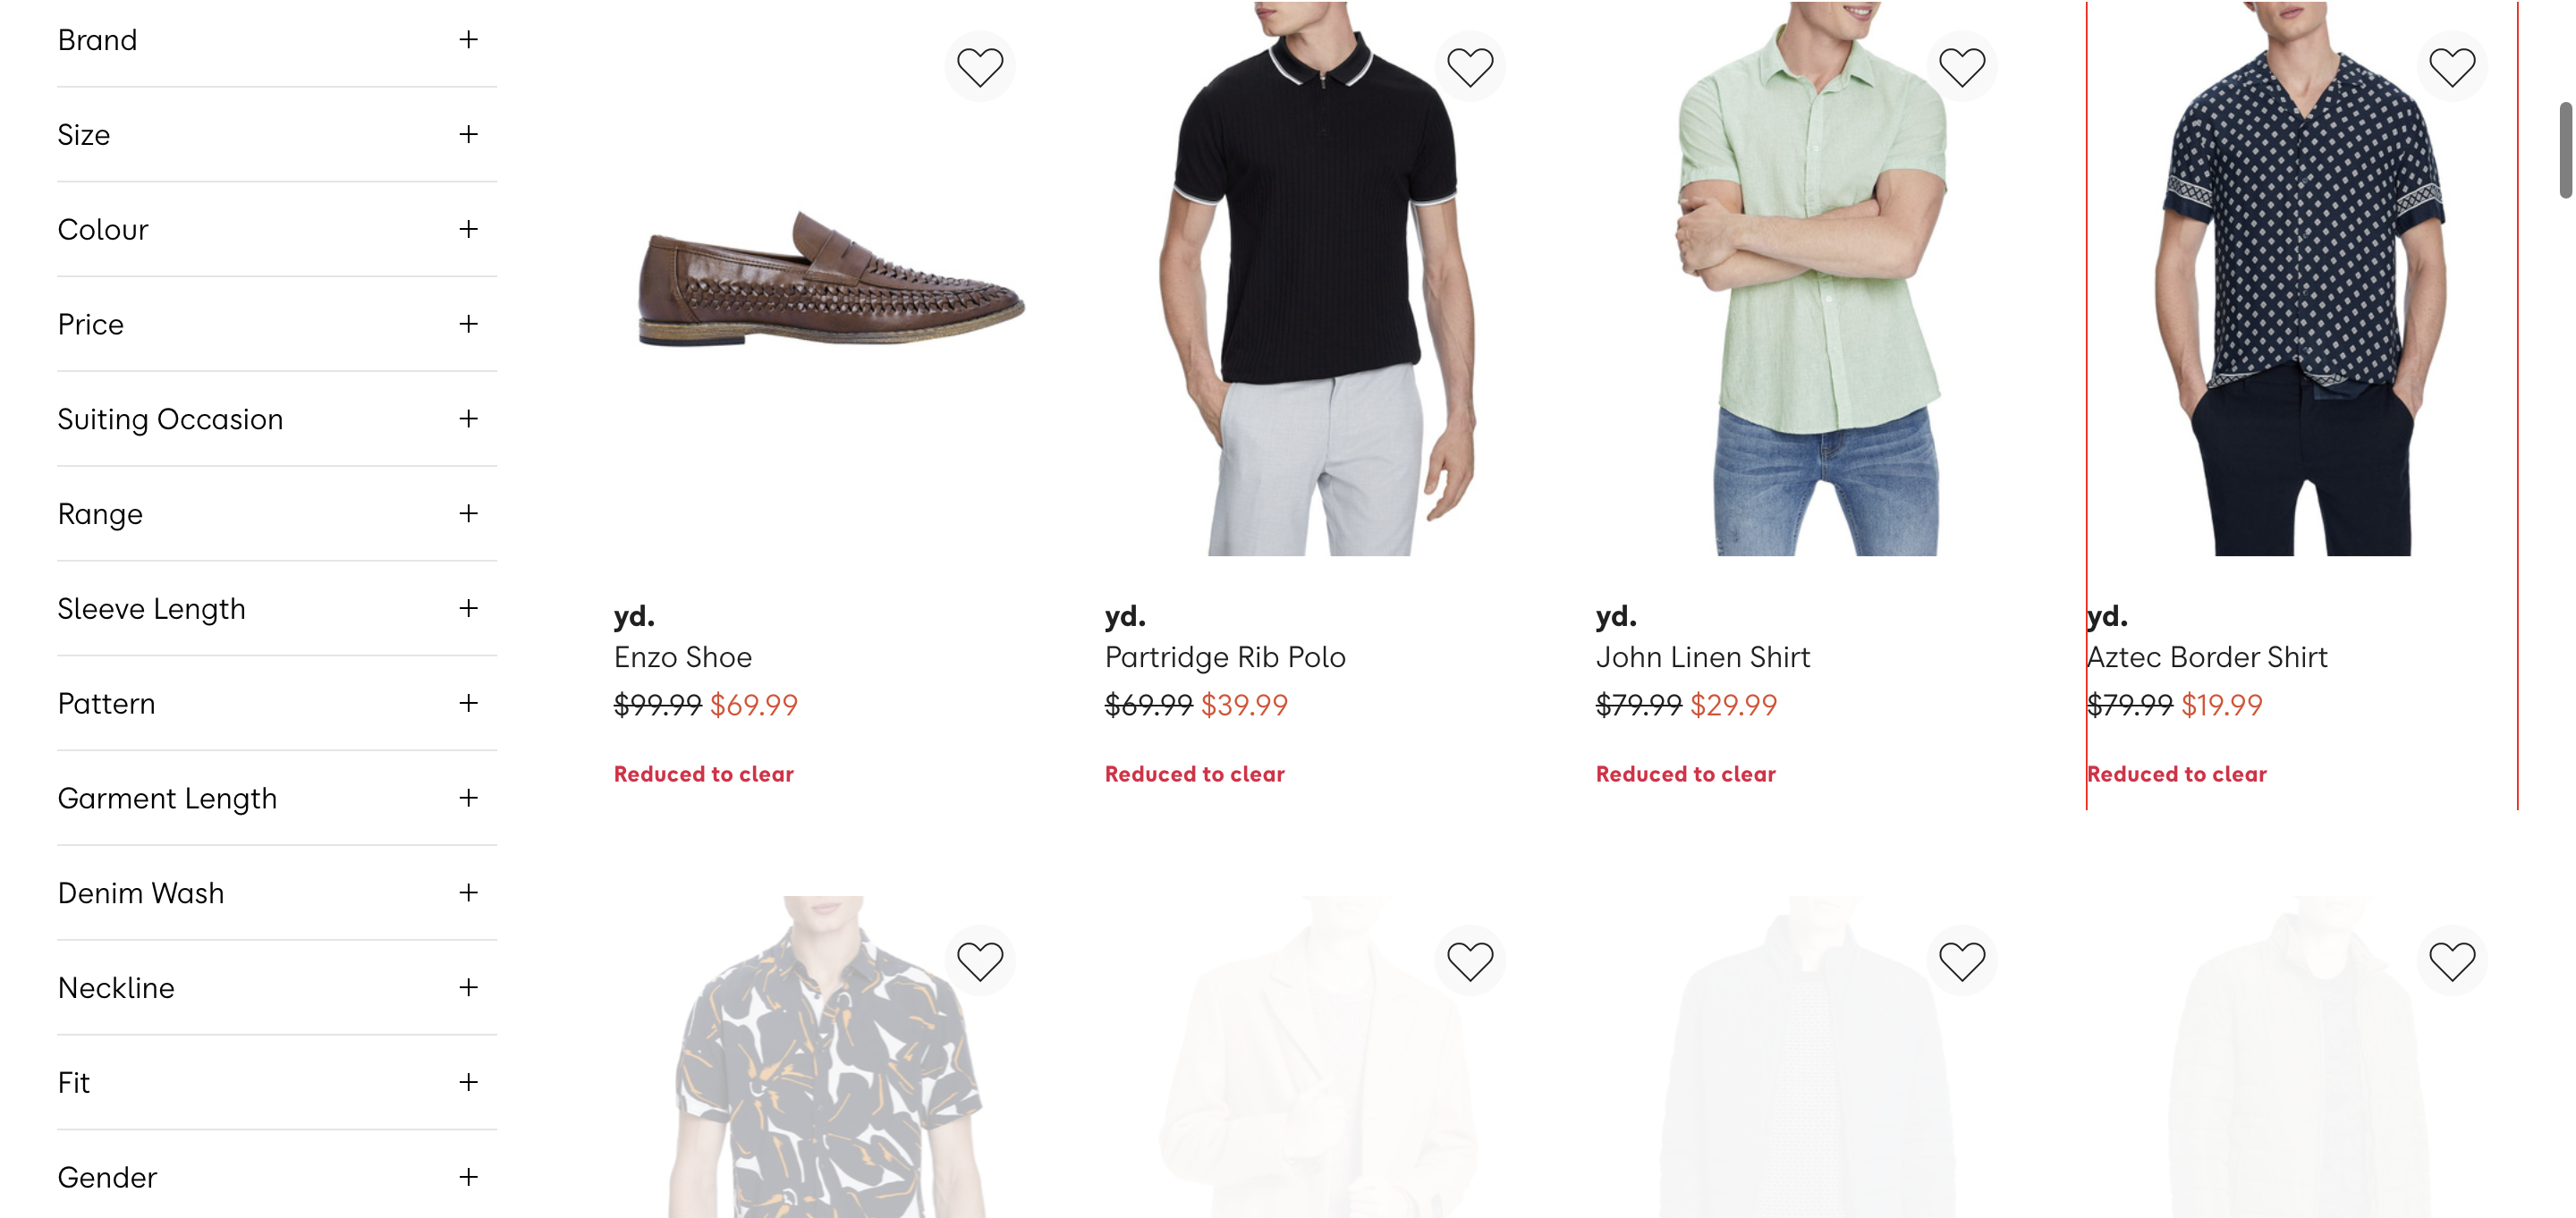 Brand
Size
Colour
Price
Suiting Occasion
Range
Sleeve Length
Pattern
Garment Length
Denim Wash
Neckline
Fit
Gender
yd.
Enzo Shoe
$99.99 $69.99
Reduced to clear
yd.
Partridge Rib Polo
$69.99 $39.99
Reduced to clear
yd.
John Linen Shirt
$79.99 $29.99
Reduced to clear
yd.
Aztec Border Shirt
$79.99 $19.99
Reduced to clear